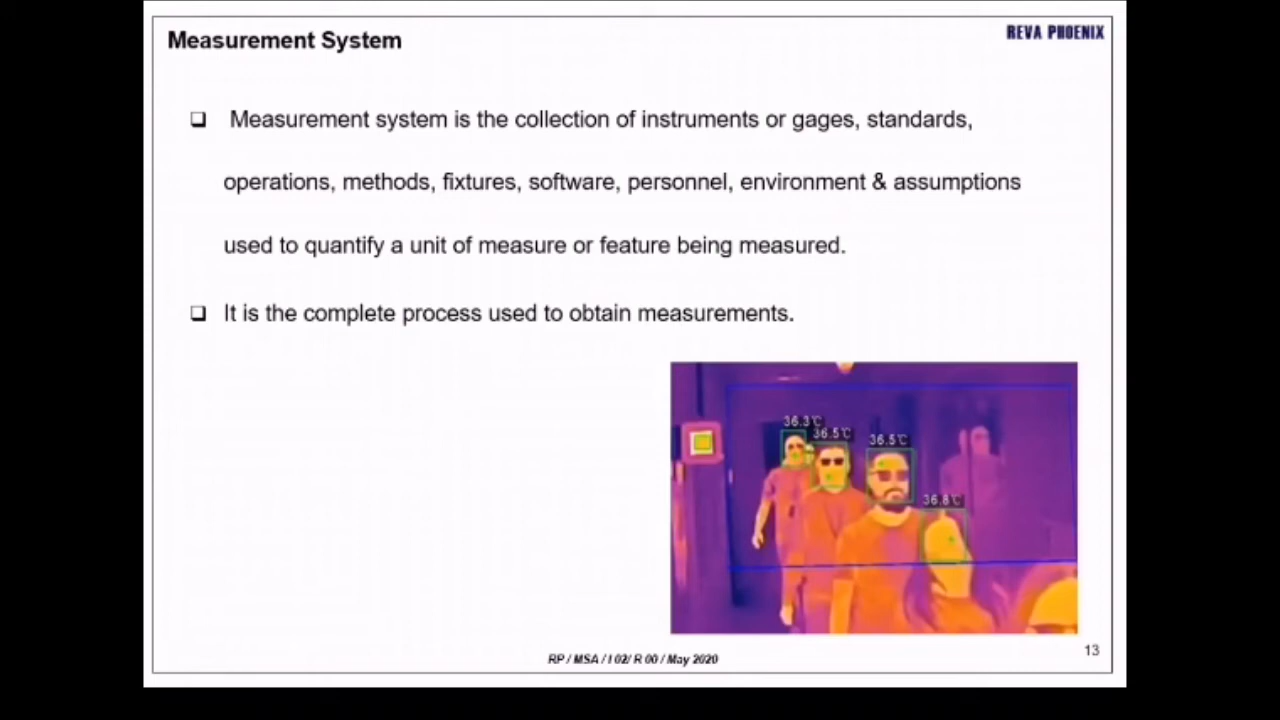 Measurement System
REVA PHOENIX
❑ Measurement system is the collection of instruments or gages, standards,
operations, methods, fixtures, software, personnel, environment & assumptions
used to quantify a unit of measure or feature being measured.
❑ It is the complete process used to obtain measurements.
36.3℃
36.5℃
36.5℃
36.8℃
13
RP / MSA / I 02/ R 00 / May 2020